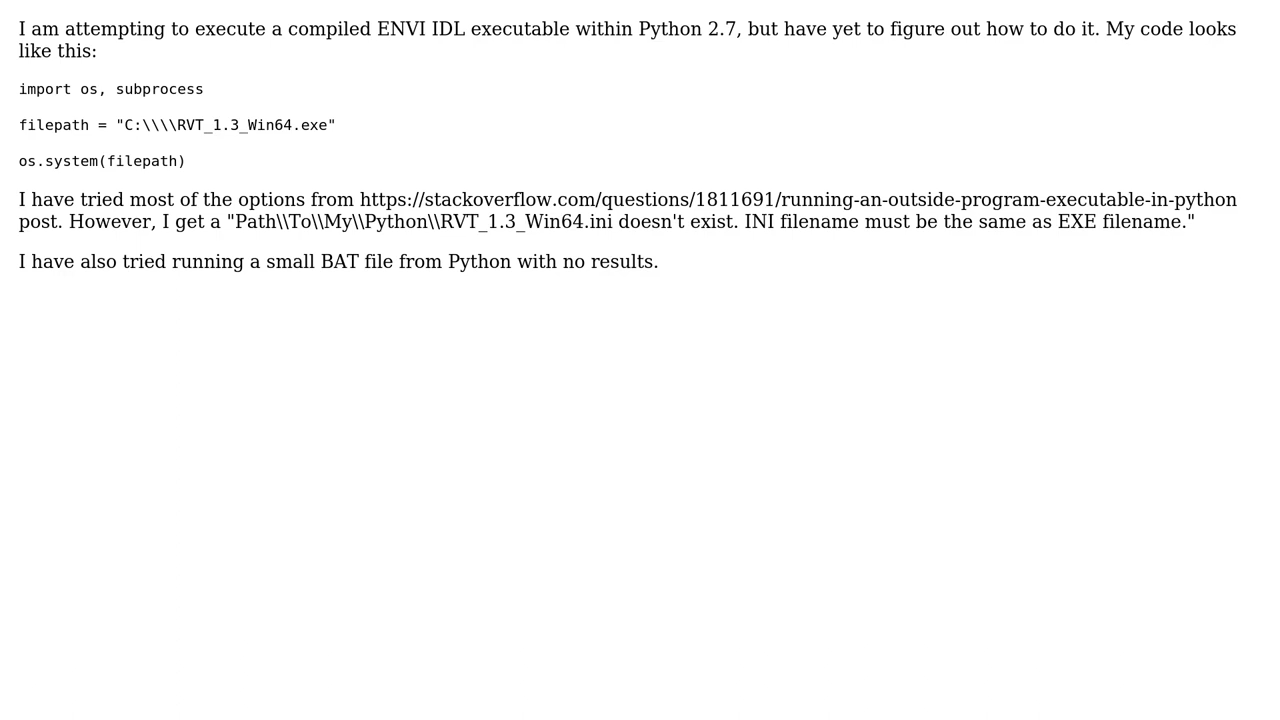 I am attempting to execute a compiled ENVI IDL executable within Python 2.7, but have yet to figure out how to do it. My code looks
like this:
import os, subprocess
filepath = "C:\\\\RVT_1.3_Win64.exe"
os.system(filepath)
I have tried most of the options from https://stackoverflow.com/questions/1811691/running-an-outside-program-executable-in-python
post. However, I get a "Path\\To\\My\\Python\\RVT_1.3_Win64.ini doesn't exist. INI filename must be the same as EXE filename."
I have also tried running a small BAT file from Python with no results.